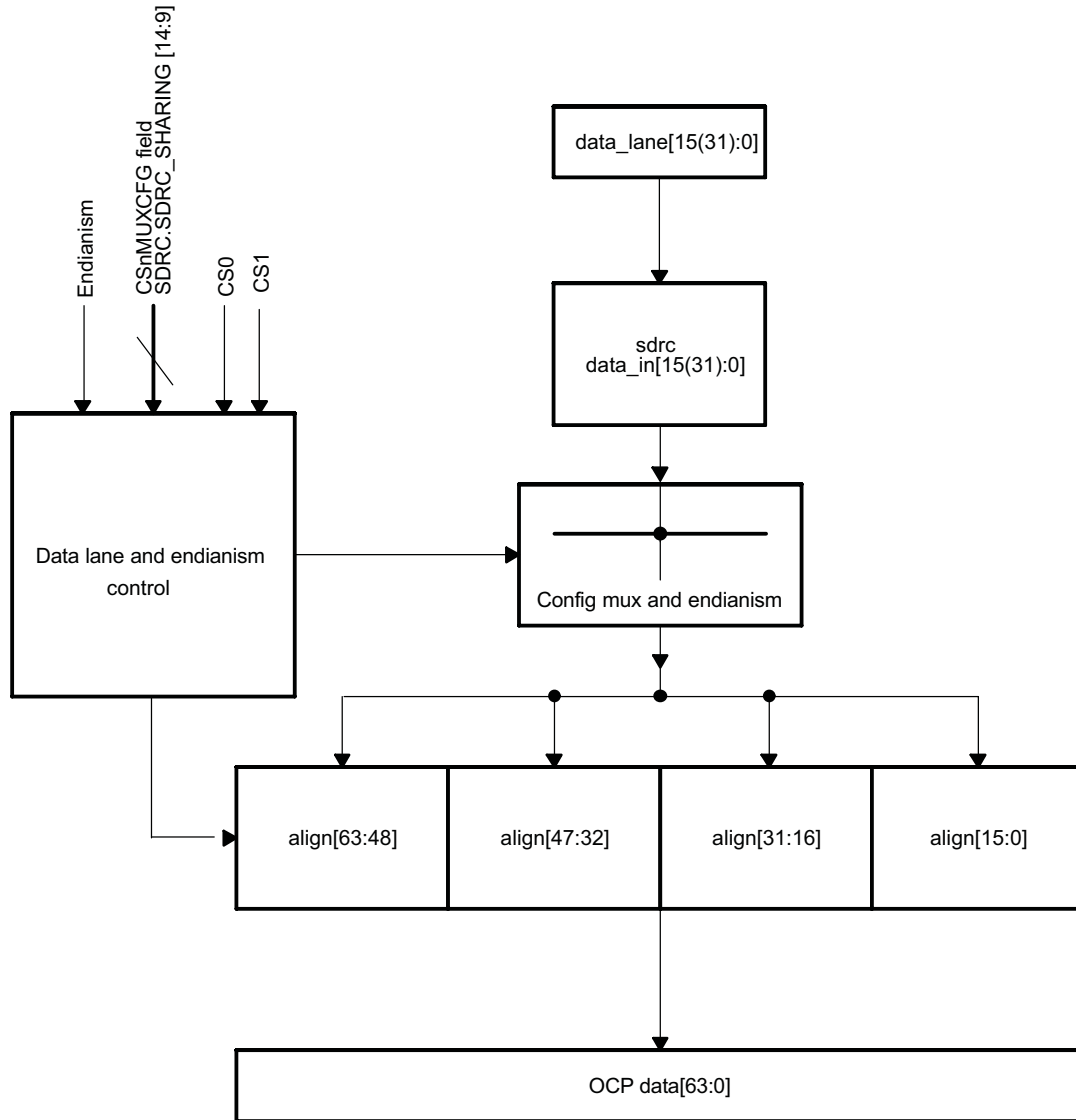 Endianism
CSnMUXCFG field
SDRC.SDRC_SHARING [14:9]
CS0
CS1
data_lane[15(31):0]
sdrc
data_in[15(31):0]
Data lane and endianism
control
Config mux and endianism
align[63:48]
align[47:32]
align[31:16]
align[15:0]
OCP data[63:0]